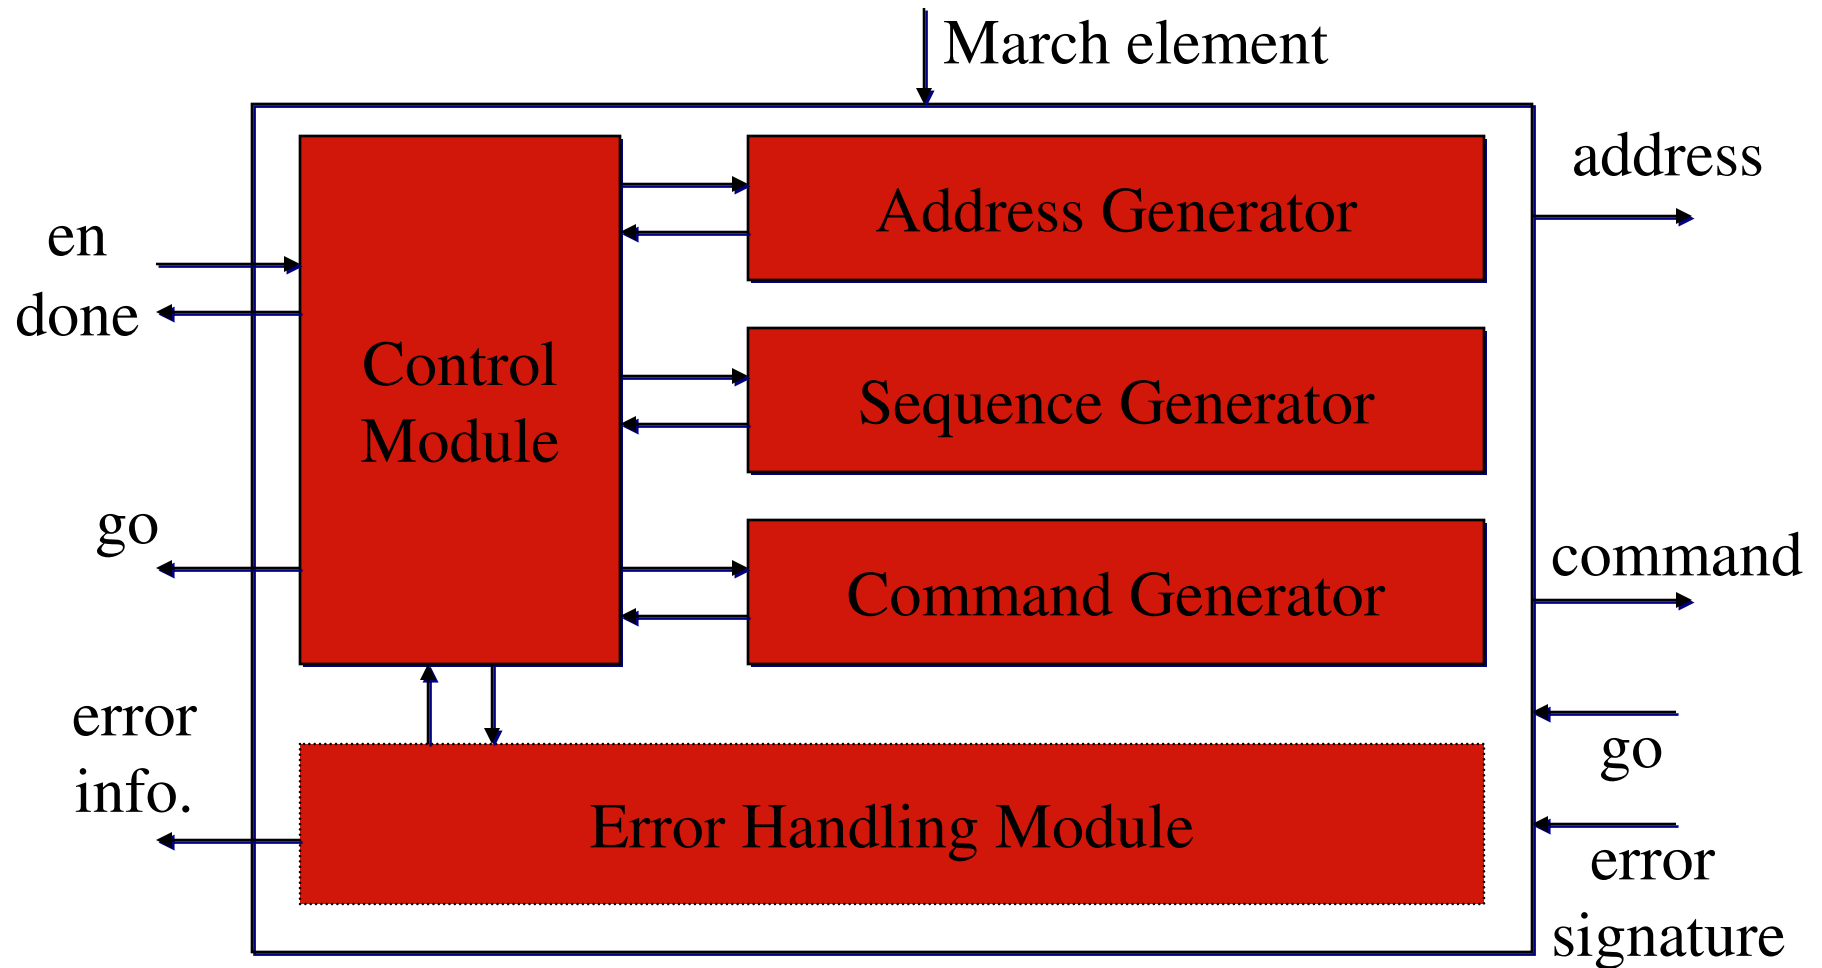 March element
address
Address Generator
en
done
Control
Module
Sequence Generator
go
command
Command Generator
error
info.
go
Error Handling Module
error
signature